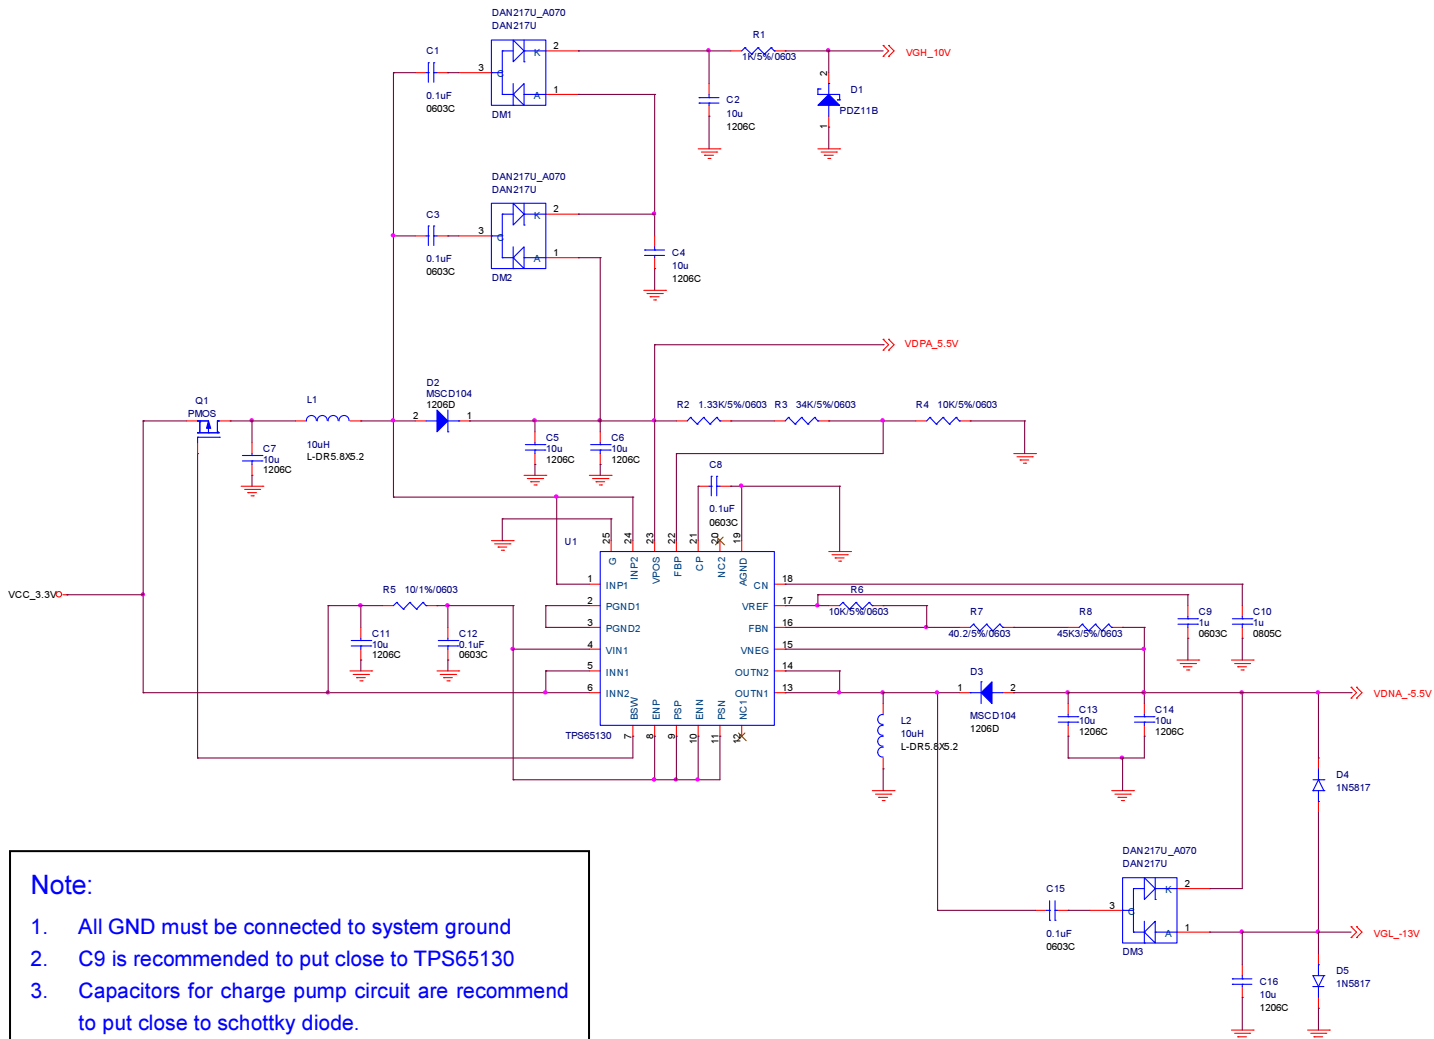 DAN217U_A070
DAN217U
C1
0.1uF
0603C
3
C
K
A
2
1
DM1
R1
1K/5%/0603
VGH_10V
C2
10u
1206C
2
D1
PDZ11B
1
DAN217U_A070
DAN217U
C3
0.1uF
0603C
3
C
K
A
2
1
DM2
C4
10u
1206C
VDPA_5.5V
Q1
PMOS
L1
10uH
L-DR5.8X5.2
D2
MSCD104
1206D
2
1
C7
10u
1206C
C5
10u
1206C
C6
10u
1206C
R2 1.33K/5%/0603
R3 34K/5%/0603
R4 10K/5%/0603
C8
0.1uF
0603C
U1
25
24
23
22
21
20
19
G
INP2
VPOS
FBP
CP
NC2
AGND
VCC_3.3V
R5 10/1%/0603
C11
10u
1206C
C12
0.1uF
0603C
1 INP1
2 PGND1
3 PGND2
4 VIN1
5 INN1
6 INN2
CN 18
VREF 17
FBN 16
VNEG 15
OUTN2 14
OUTN1 13
BSW
ENP
PSP
ENN
PSN
NC1
7
8
9
10
11
12
TPS65130
R6
10K/5%/0603
R7
40.2/5%/0603
R8
45K3/5%/0603
C9
1u
0603C
C10
1u
0805C
D3
1
2
MSCD104
1206D
L2
10uH
L-DR5.8X5.2
C13
10u
1206C
C14
10u
1206C
VDNA_-5.5V
D4
1N5817
DAN217U_A070
DAN217U
C15
0.1uF
0603C
3
C
K
A
2
1
DM3
VGL_-13V
C16
10u
1206C
D5
1N5817
Note:
1. All GND must be connected to system ground
2. C9 is recommended to put close to TPS65130
3. Capacitors for charge pump circuit are recommend
to put close to schottky diode.